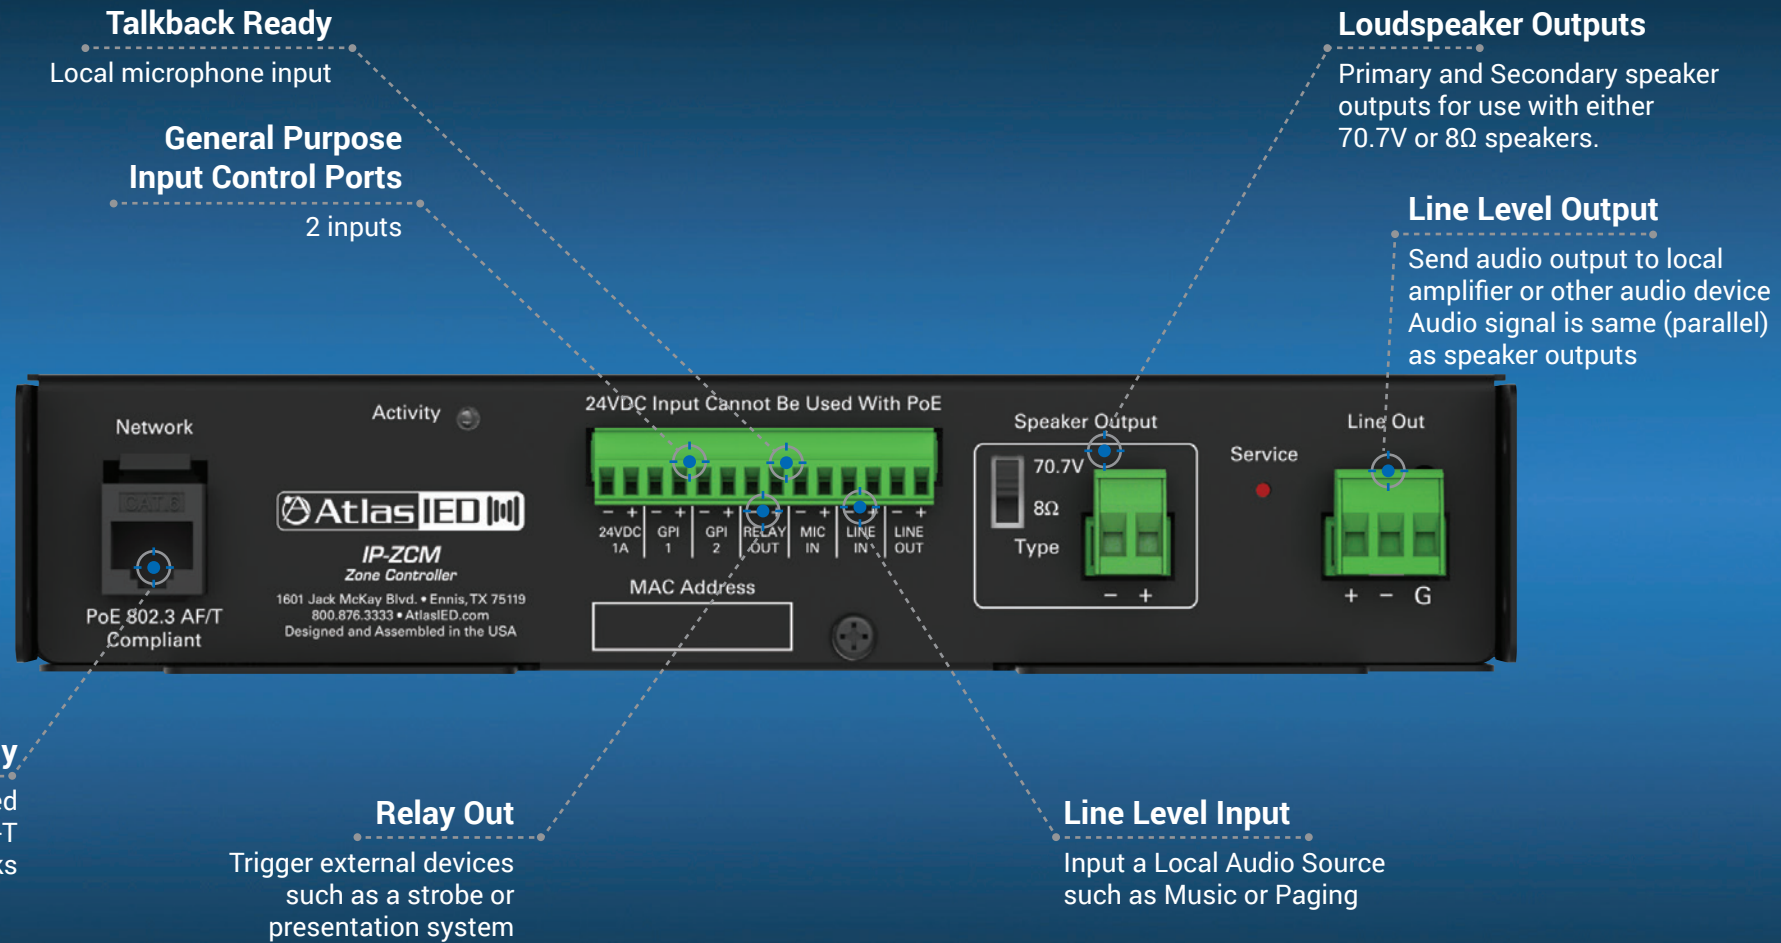 Talkback Ready
Local microphone input
General Purpose
Input Control Ports
2 inputs
Loudspeaker Outputs
Primary and Secondary speaker
outputs for use with either
70.7V or 8Ω speakers.
Line Level Output
Send audio output to local
amplifier or other audio device
Audio signal is same (parallel)
as speaker outputs
Network
CAT.6
PoE 802.3 AF/T
Compliant
Activity
AtlasIED
IP-ZCM
Zone Controller
1601 Jack McKay Blvd. • Ennis, TX 75119
800.876.3333 • AtlasIED.com
Designed and Assembled in the USA
24VDC Input Cannot Be Used With PoE
- + - + - + - + - + - +
24VDC GPI GPI RELAY MIC LINE LINE
1A 1 2 OUT IN IN OUT
MAC Address
Speaker Output
70.7V
8Ω
Type
- +
Service
Line Out
+ - G
y
ed
-T
ks
Relay Out
Trigger external devices
such as a strobe or
presentation system
Line Level Input
Input a Local Audio Source
such as Music or Paging